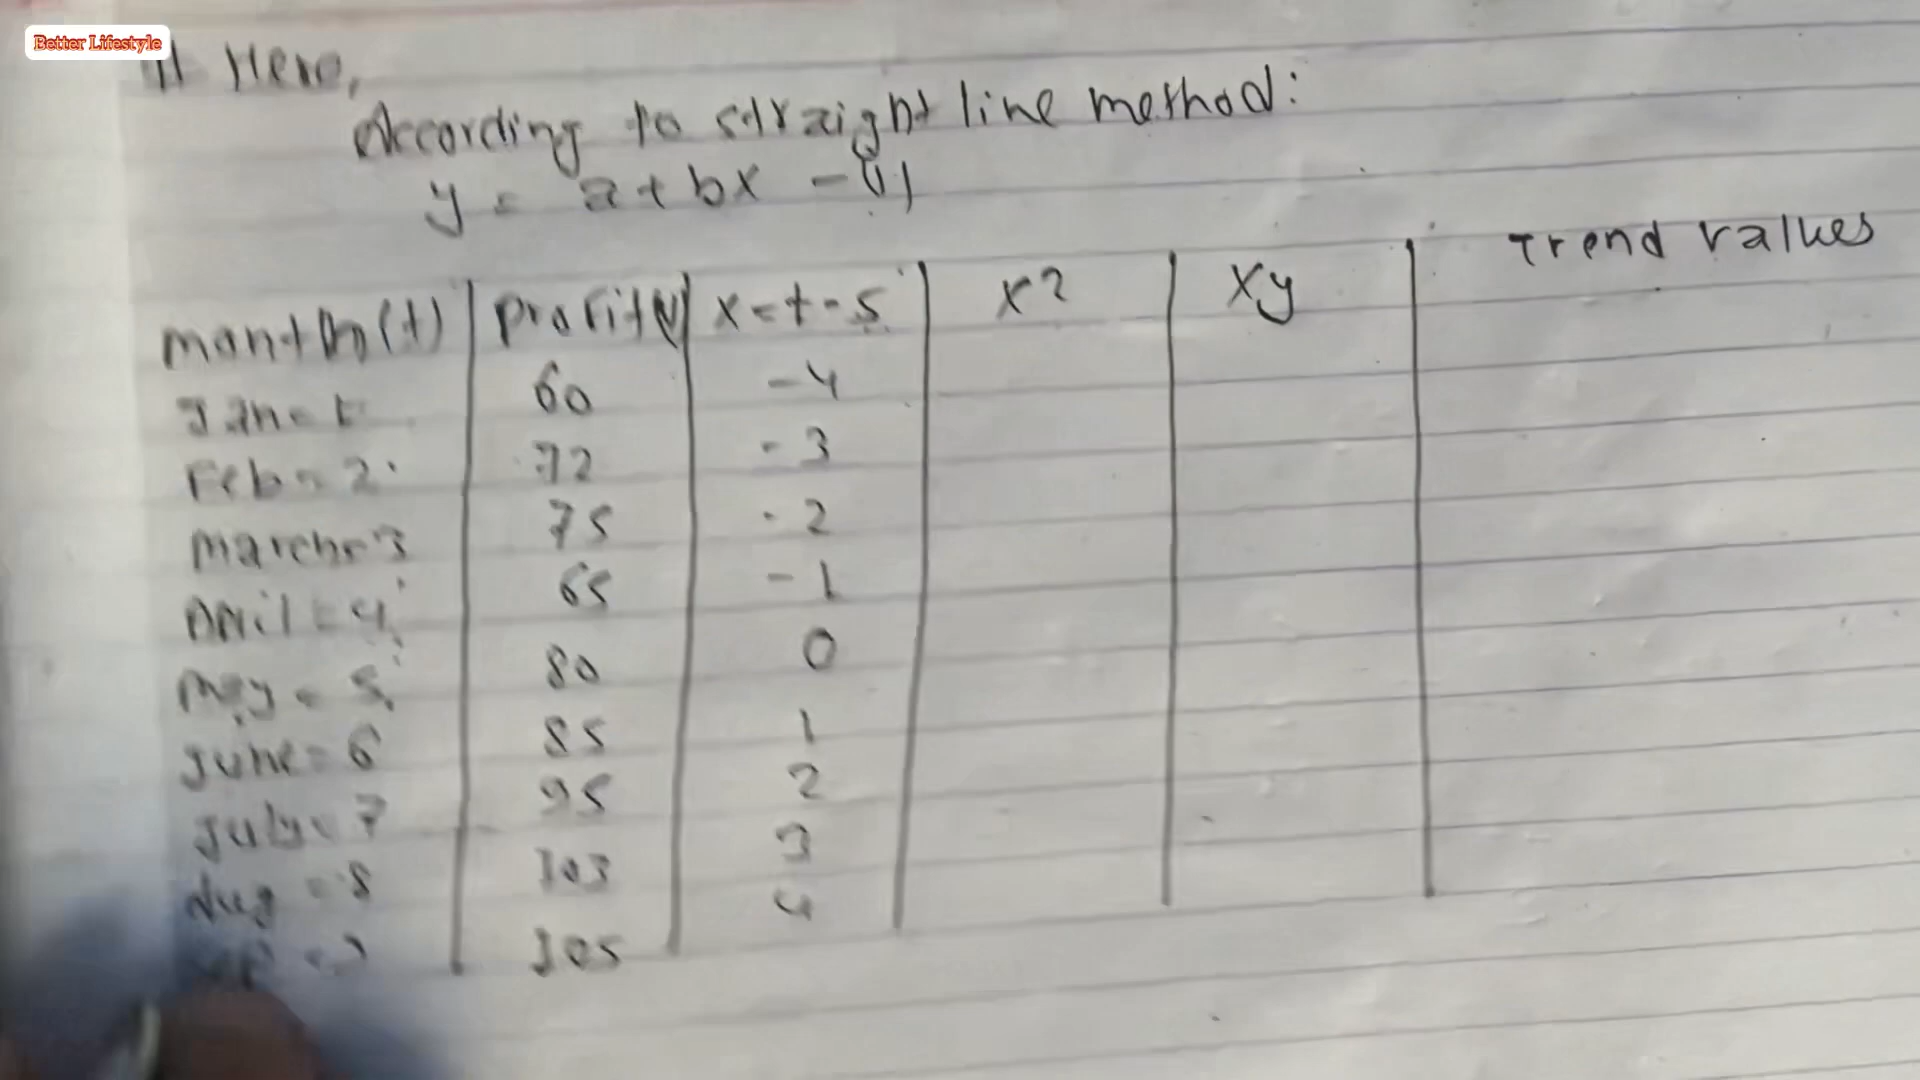 Better Lifestyle
Here,
According to straight line method:
y = a + bx - (i)
month(t) profit(y) x=t-5 x2 xy Trend values
Jan = 1 60 -4
Feb = 2 72 -3
March = 3 75 -2
April = 4 65 -1
May = 5 80 0
June = 6 85 1
July = 7 95 2
Aug = 8 103 3
105 4